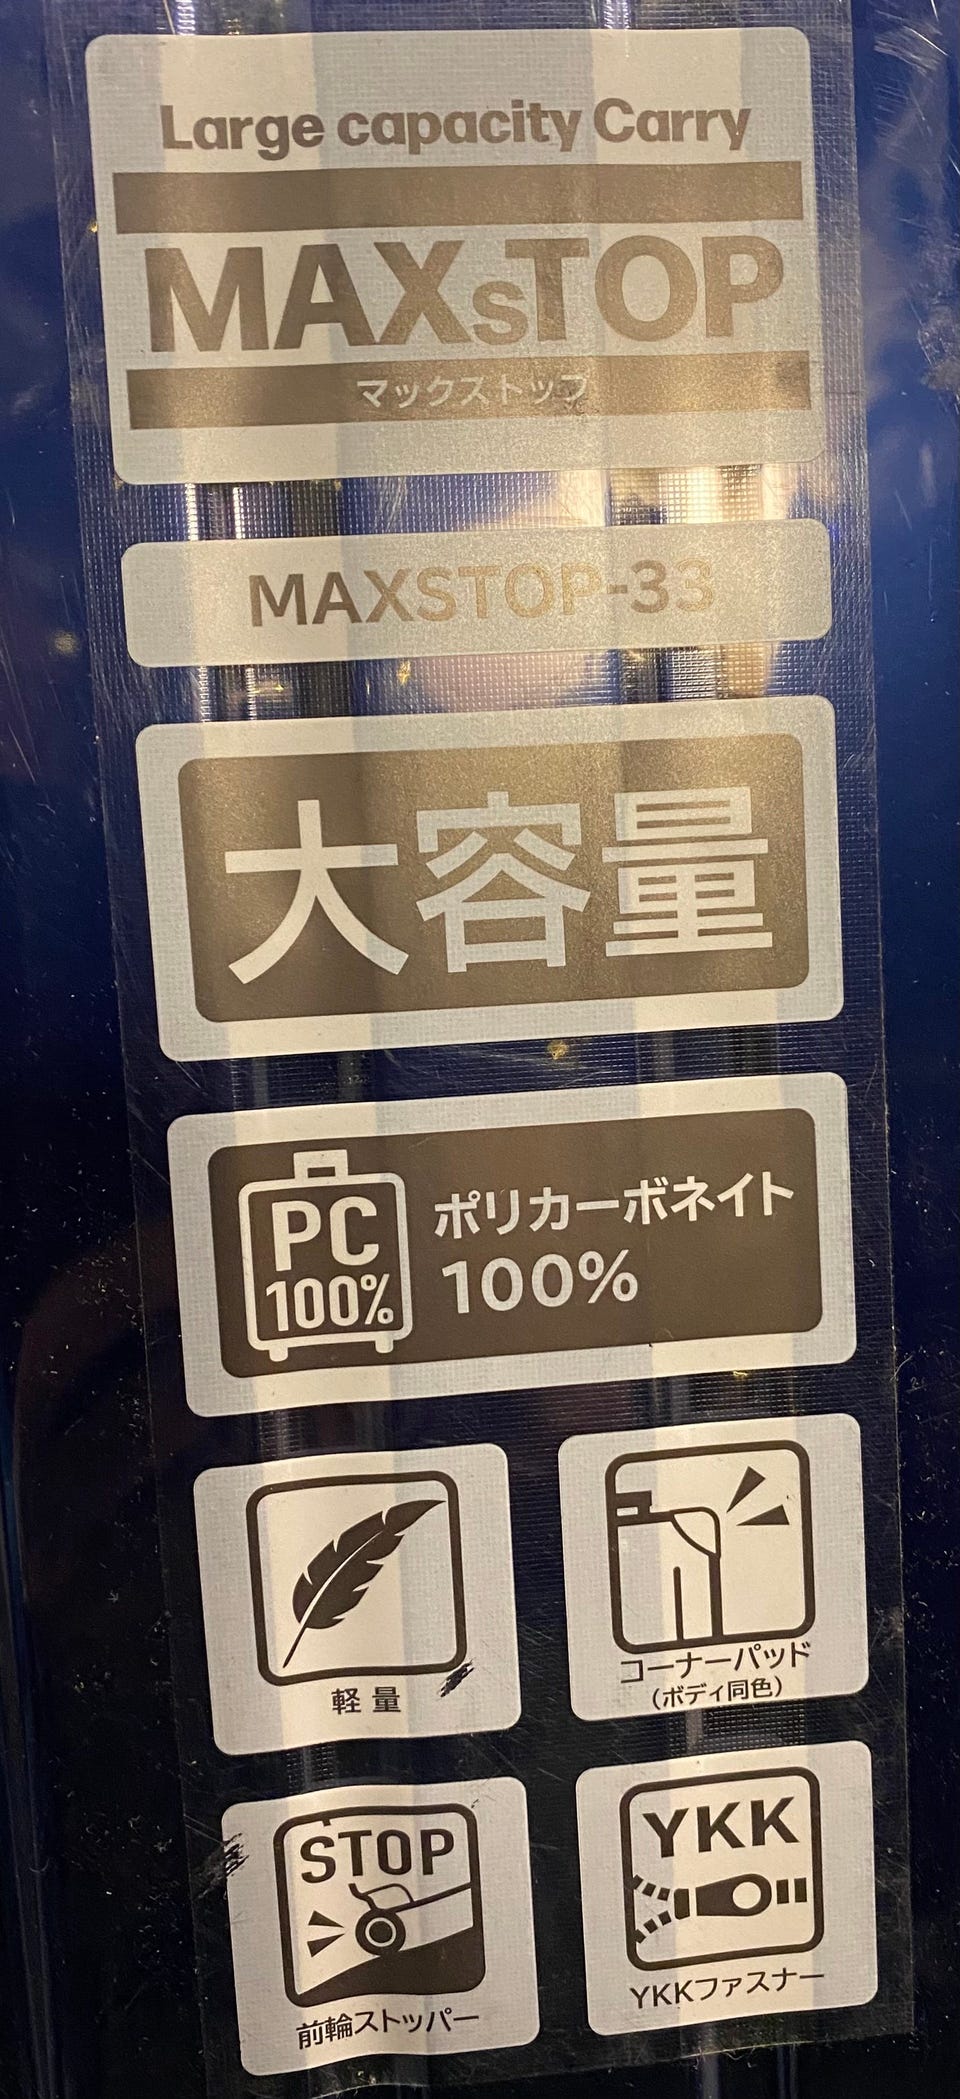 Large capacity Carry
MAXSTOP
マックストップ
MAXSTOP-33
大容量
PC
100%
ポリカーボネイト
100%
軽量
コーナーパッド
(ボディ同色)
STOP
前輪ストッパー
YKK
YKKファスナー